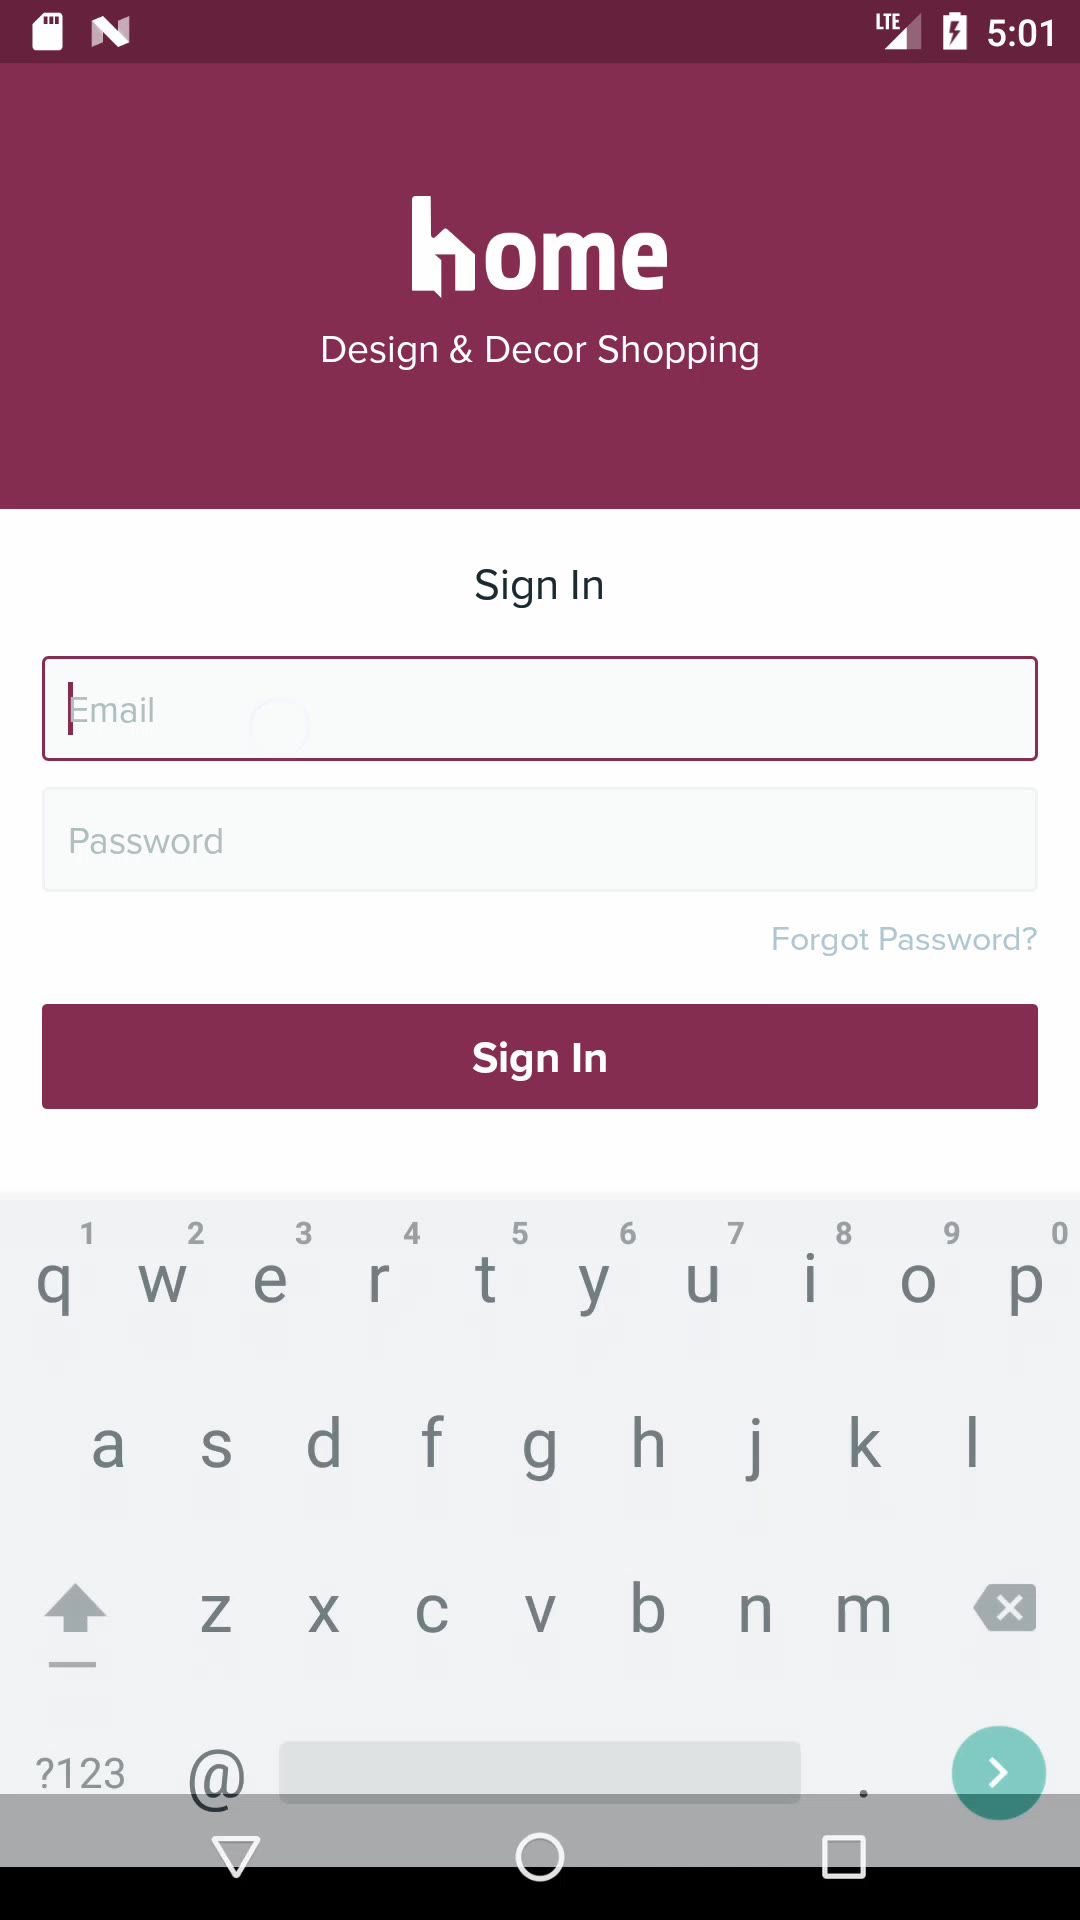 LTE 5:01
home
Design & Decor Shopping
Sign In
Email
Password
Forgot Password?
Sign In
1 2 3 4 5 6 7 8 9 0
q w e r t y u i o p
a s d f g h j k l
z x c v b n m
?123 @ .